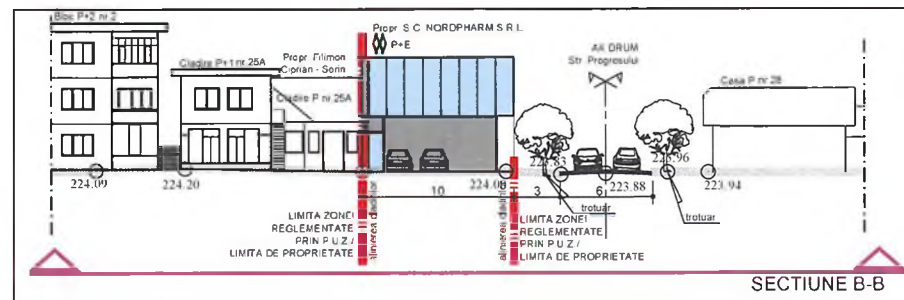 Bloc P+2 nr.2
Cladire P+1 nr.25A
Propr. Filimon
Ciprian - Sorin
Cladire P nr.25A
Propr. S.C. NORDPHARM S.R.L.
P+E
AX DRUM
Str. Progresului
Casa P nr.28
224.09
224.20
10
3
223.83
6
223.88
223.96
223.94
trotuar
trotuar
LIMITA ZONEI
REGLEMENTATE
PRIN P.U.Z./
LIMITA DE PROPRIETATE
LIMITA ZONEI
REGLEMENTATE
PRIN P.U.Z./
LIMITA DE PROPRIETATE
SECTIUNE B-B